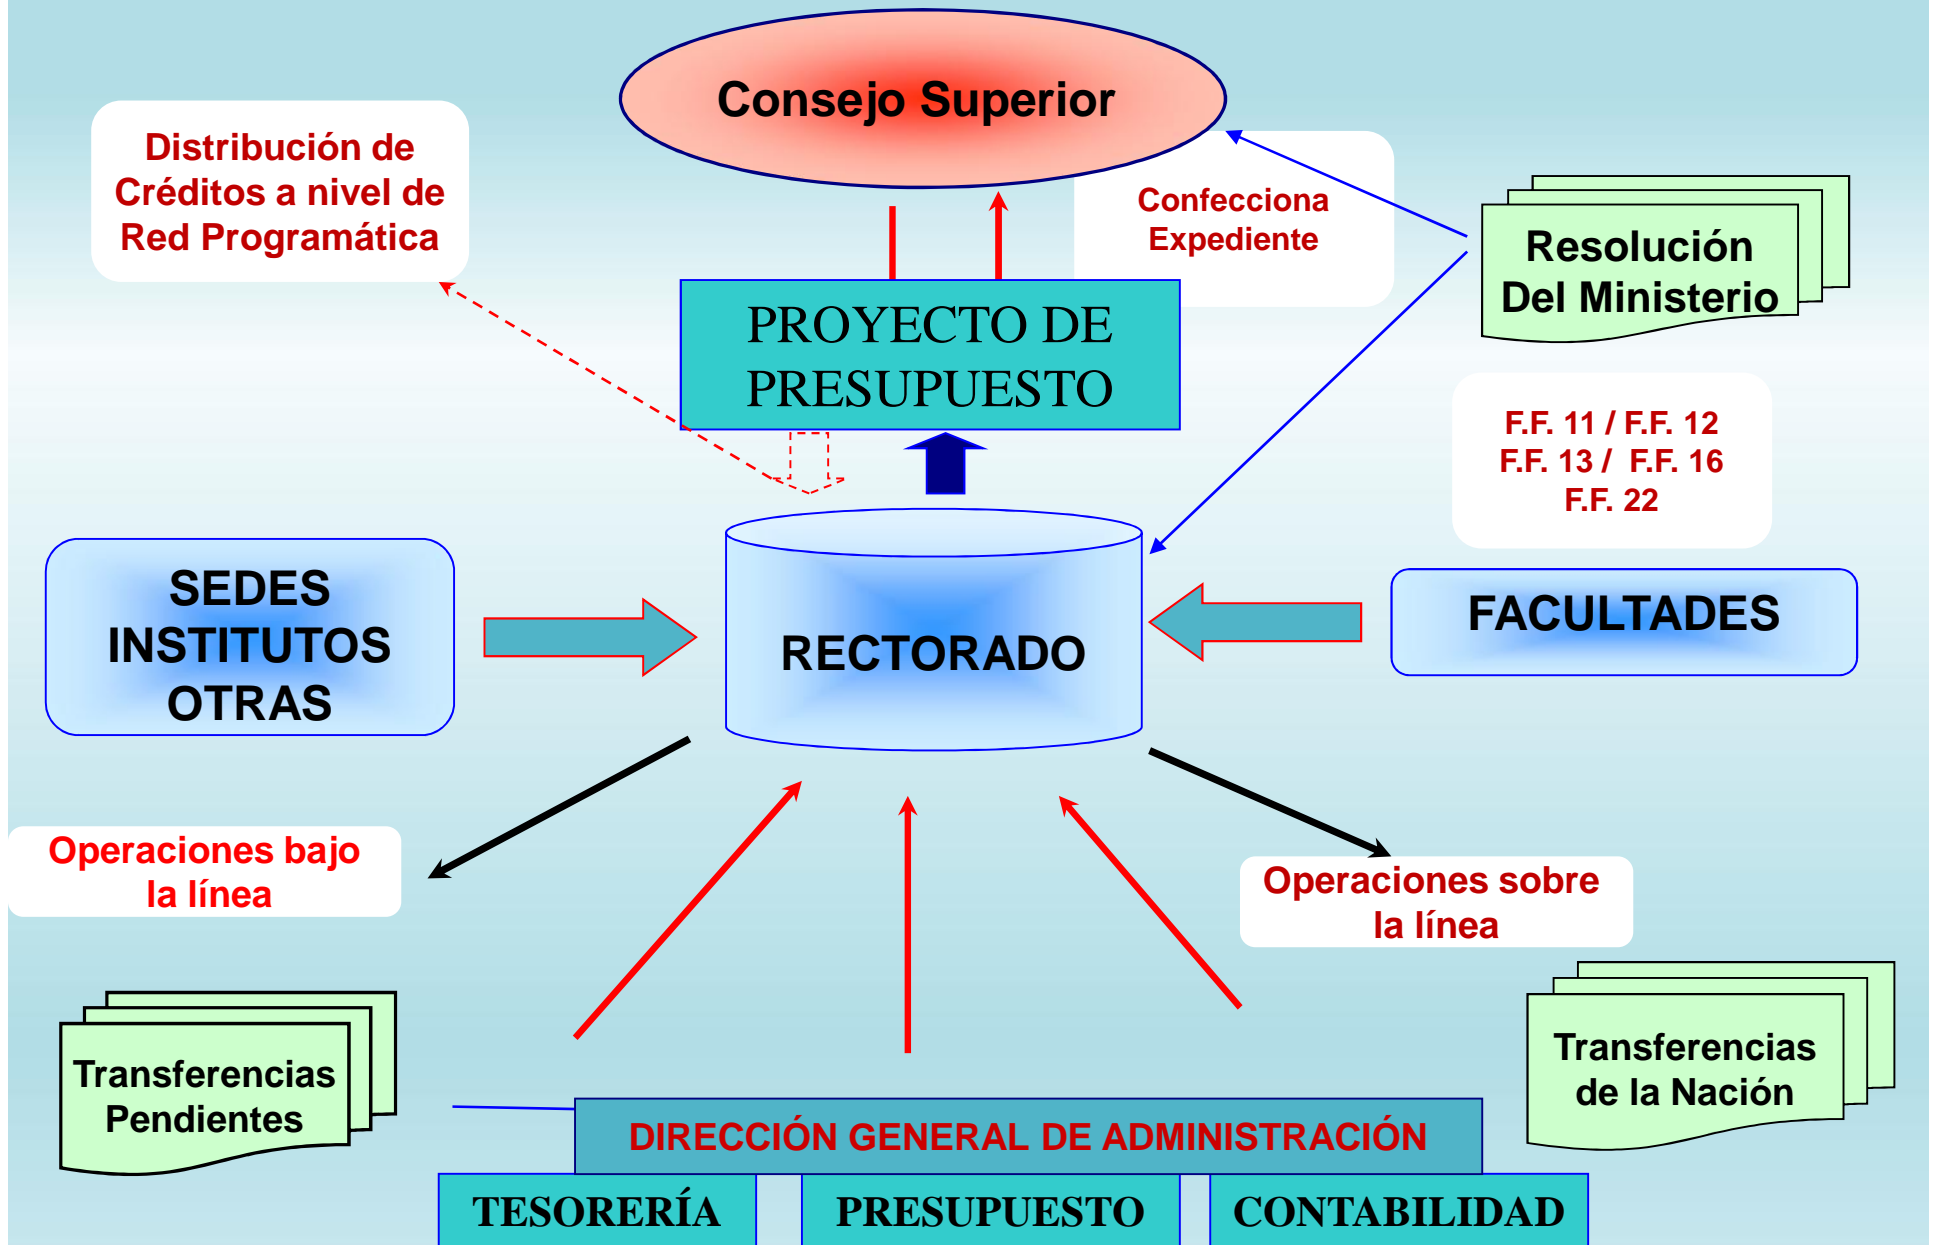 Consejo Superior
Distribución de
Créditos a nivel de
Red Programática
Confecciona
Expediente
Resolución
Del Ministerio
PROYECTO DE
PRESUPUESTO
F.F. 11 / F.F. 12
F.F. 13 / F.F. 16
F.F. 22
SEDES
INSTITUTOS
OTRAS
RECTORADO
FACULTADES
Operaciones bajo
la línea
Operaciones sobre
la línea
Transferencias
Pendientes
Transferencias
de la Nación
DIRECCIÓN GENERAL DE ADMINISTRACIÓN
TESORERÍA
PRESUPUESTO
CONTABILIDAD